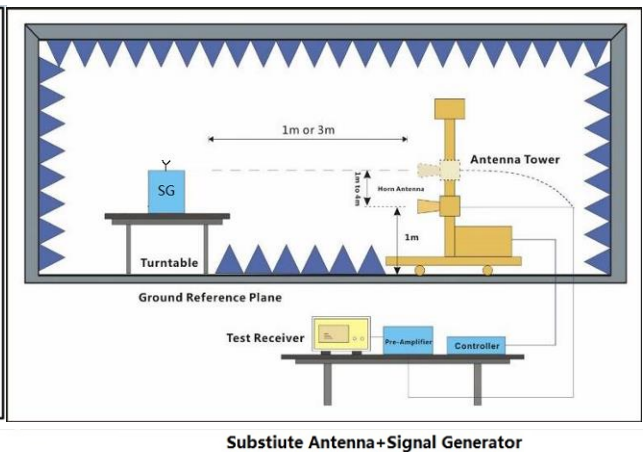 1m or 3m
Antenna Tower
SG
1m to 4m
Horn Antenna
1m
Turntable
Ground Reference Plane
Test Receiver
Pre-Amplifier
Controller
Substiute Antenna+Signal Generator